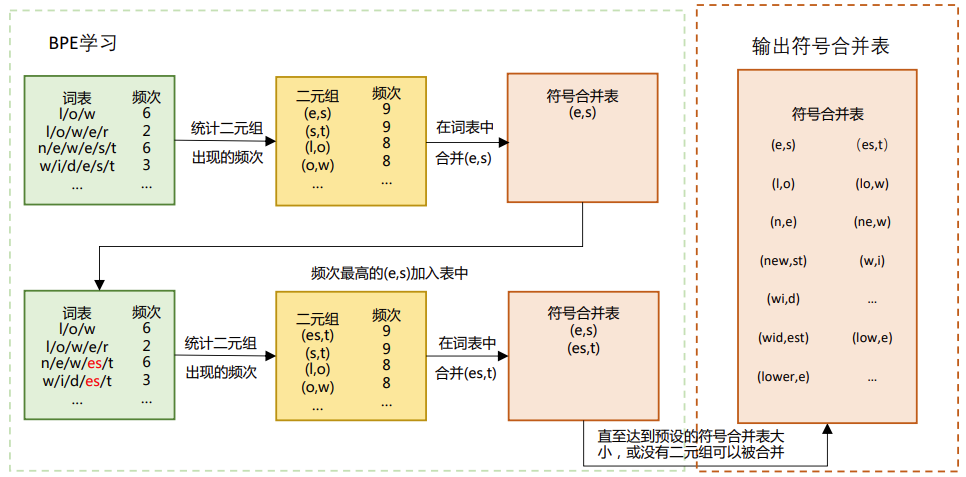 BPE学习
词表 频次
l/o/w 6
l/o/w/e/r 2
n/e/w/e/s/t 6
w/i/d/e/s/t 3
... ...
统计二元组
出现的频次
二元组 频次
(e,s) 9
(s,t) 9
(l,o) 8
(o,w) 8
... ...
在词表中
合并(e,s)
符号合并表
(e,s)
频次最高的(e,s)加入表中
词表 频次
l/o/w 6
l/o/w/e/r 2
n/e/w/es/t 6
w/i/d/es/t 3
... ...
统计二元组
出现的频次
二元组 频次
(es,t) 9
(s,t) 9
(l,o) 8
(o,w) 8
... ...
在词表中
合并(es,t)
符号合并表
(e,s)
(es,t)
直至达到预设的符号合并表大
小，或没有二元组可以被合并
输出符号合并表
符号合并表
(e,s) (es,t)
(l,o) (lo,w)
(n,e) (ne,w)
(new,st) (w,i)
(wi,d) ...
(wid,est) (low,e)
(lower,e) ...